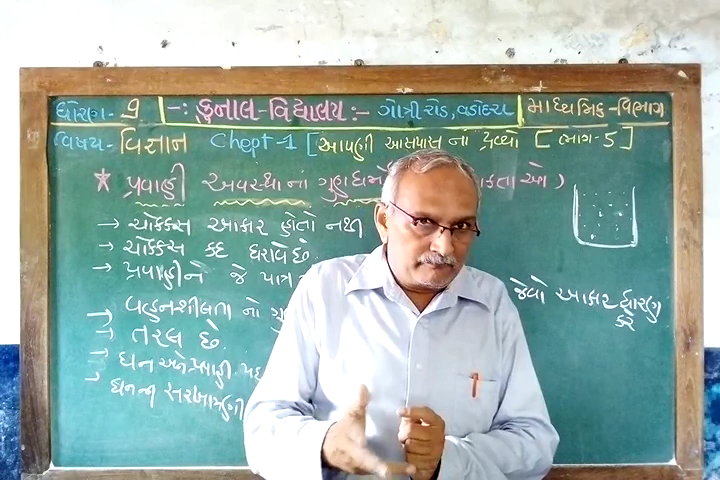 ધોરણ- 9 -: કુનાલ-વિદ્યાલય :- ગોત્રી રોડ, વડોદરા માધ્યમિક-વિભાગ
વિષય- વિજ્ઞાન Chept-1 [ આપણી આસપાસ ના દ્રવ્યો [ ભાગ-5 ]
* પ્રવાહી અવસ્થાનાં ગુણધર્મો
→ ચોક્કસ આકાર હોતો નથી
→ ચોક્કસ કદ ધરાવે છે.
→ પ્રવાહીને જે પાત્ર જેવો આકાર ધારણ કરે
→ વહનશીલતા નો
→ તરલ છે.
→ ઘન અને પ્રવાહી
→ ઘનની સરખામણી